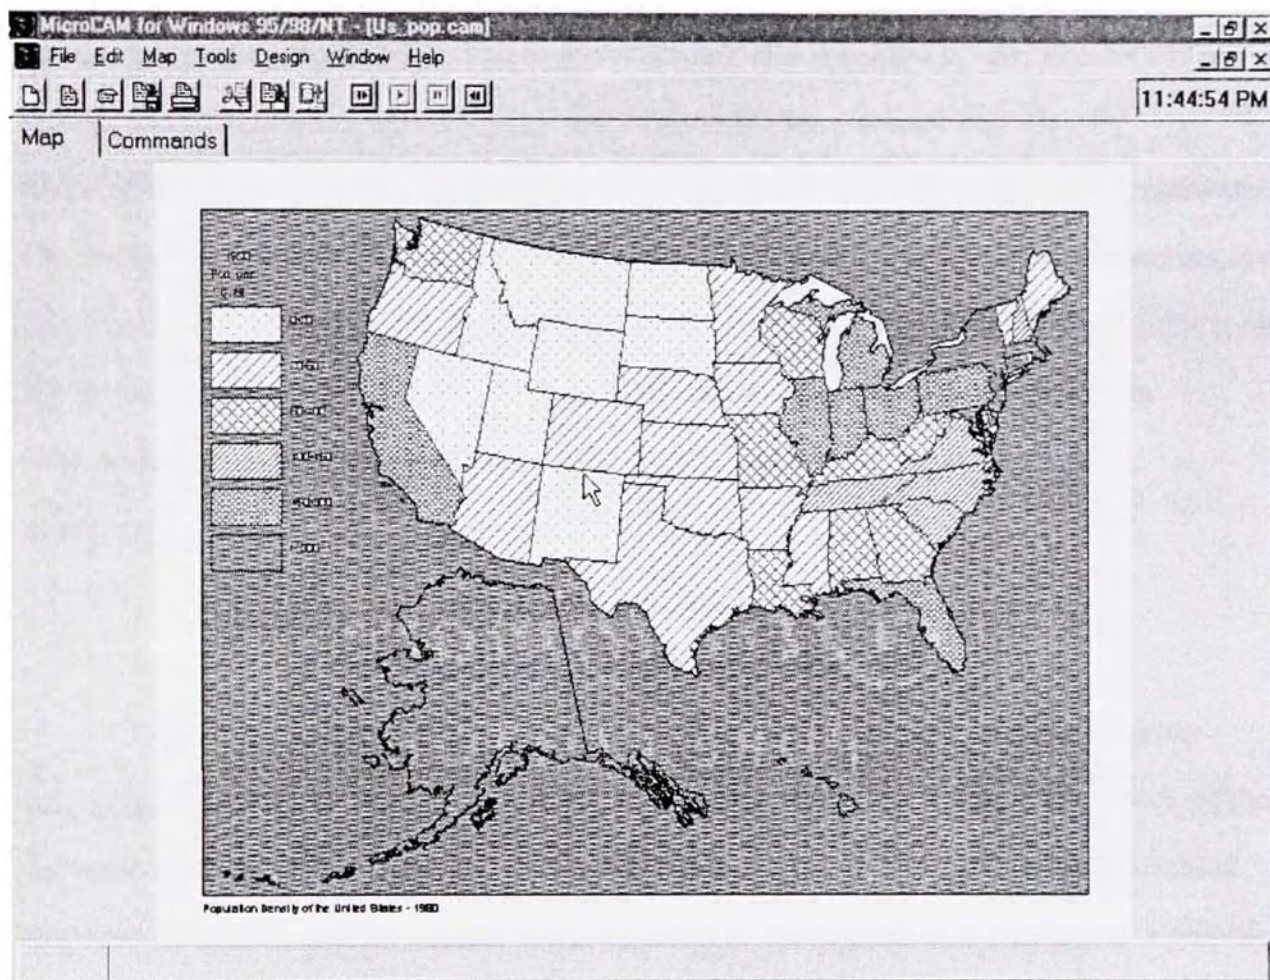 MicroCAM for Windows 95/98/NT - [Us_pop.cam]
File Edit Map Tools Design Window Help
11:44:54 PM
Map Commands
Population Density of the United States - 1980